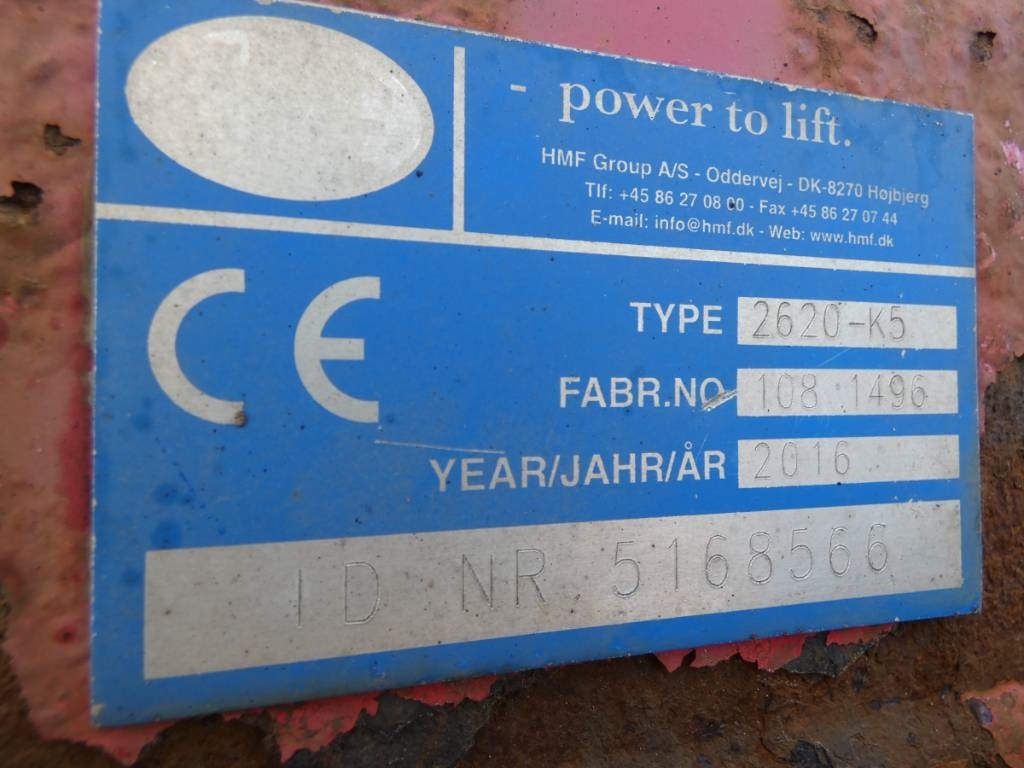 - power to lift.
HMF Group A/S - Oddervej - DK-8270 Højbjerg
Tlf: +45 86 27 08 00 - Fax +45 86 27 07 44
E-mail: info@hmf.dk - Web: www.hmf.dk
CE
TYPE 2620-K5
FABR.NO 108 1496
YEAR/JAHR/ÅR 2016
ID NR 5168566